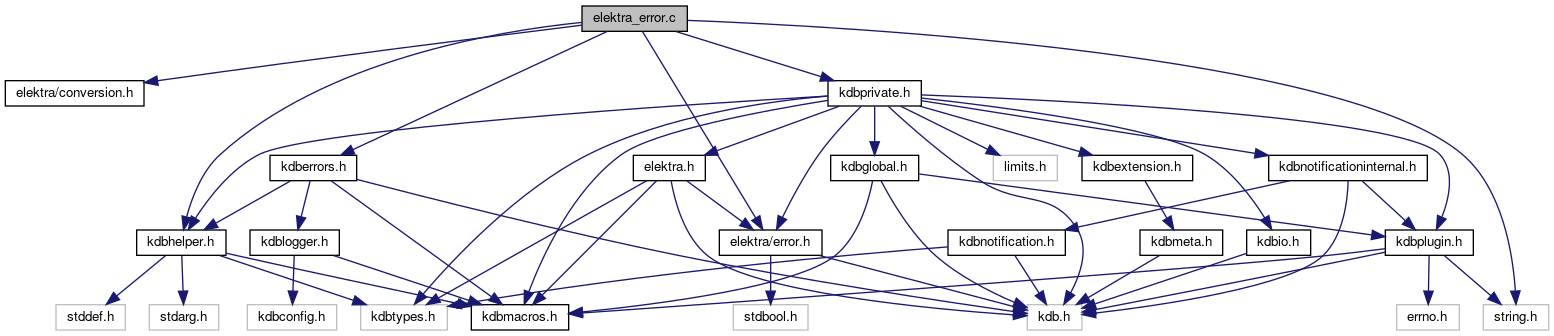 elektra_error.c
elektra/conversion.h
kdbprivate.h
kdberrors.h
elektra.h
kdbglobal.h
limits.h
kdbextension.h
kdbnotificationinternal.h
kdbhelper.h
kdblogger.h
elektra/error.h
kdbnotification.h
kdbmeta.h
kdbio.h
kdbplugin.h
stddef.h
stdarg.h
kdbconfig.h
kdbtypes.h
kdbmacros.h
stdbool.h
kdb.h
errno.h
string.h